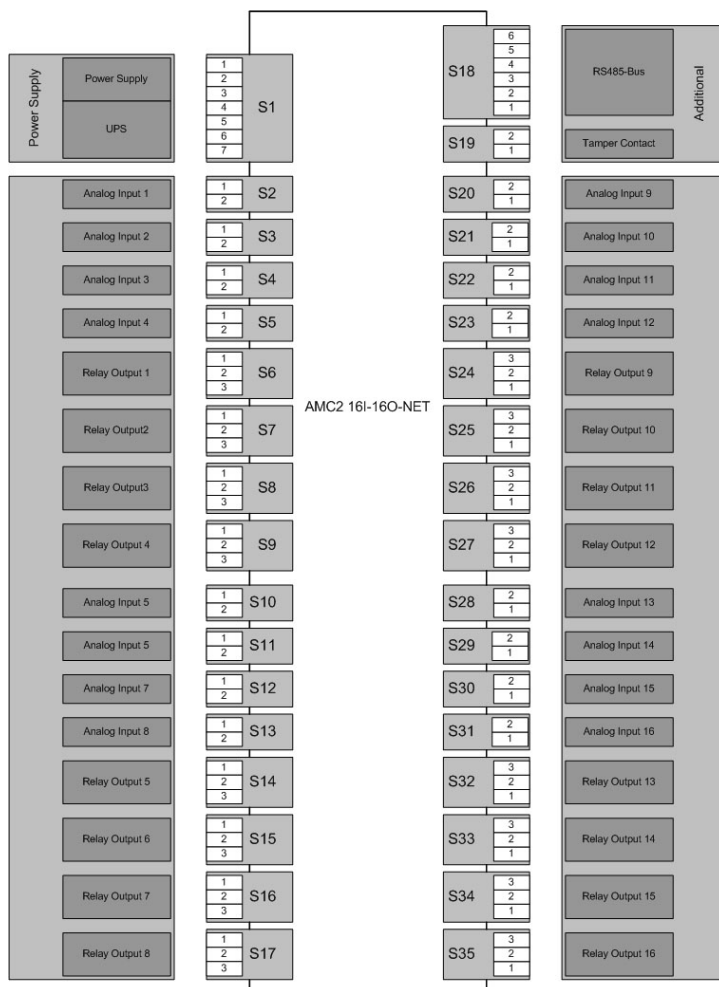 Power Supply
Power Supply
UPS
1
2
3
4
5
6
7
S1
S18
6
5
4
3
2
1
RS485-Bus
Additional
S19
2
1
Tamper Contact
Analog Input 1
1
2
S2
S20
2
1
Analog Input 9
Analog Input 2
1
2
S3
S21
2
1
Analog Input 10
Analog Input 3
1
2
S4
S22
2
1
Analog Input 11
Analog Input 4
1
2
S5
S23
2
1
Analog Input 12
Relay Output 1
1
2
3
S6
S24
3
2
1
Relay Output 9
AMC2 16I-16O-NET
Relay Output2
1
2
3
S7
S25
3
2
1
Relay Output 10
Relay Output3
1
2
3
S8
S26
3
2
1
Relay Output 11
Relay Output 4
1
2
3
S9
S27
3
2
1
Relay Output 12
Analog Input 5
1
2
S10
S28
2
1
Analog Input 13
Analog Input 5
1
2
S11
S29
2
1
Analog Input 14
Analog Input 7
1
2
S12
S30
2
1
Analog Input 15
Analog Input 8
1
2
S13
S31
2
1
Analog Input 16
Relay Output 5
1
2
3
S14
S32
3
2
1
Relay Output 13
Relay Output 6
1
2
3
S15
S33
3
2
1
Relay Output 14
Relay Output 7
1
2
3
S16
S34
3
2
1
Relay Output 15
Relay Output 8
1
2
3
S17
S35
3
2
1
Relay Output 16